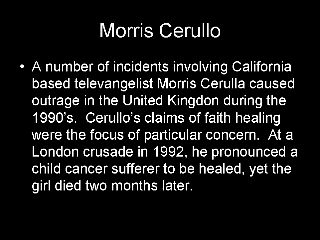 Morris Cerullo
• A number of incidents involving California
based televangelist Morris Cerulla caused
outrage in the United Kingdon during the
1990's.  Cerullo's claims of faith healing
were the focus of particular concern.  At a
London crusade in 1992, he pronounced a
child cancer sufferer to be healed, yet the
girl died two months later.